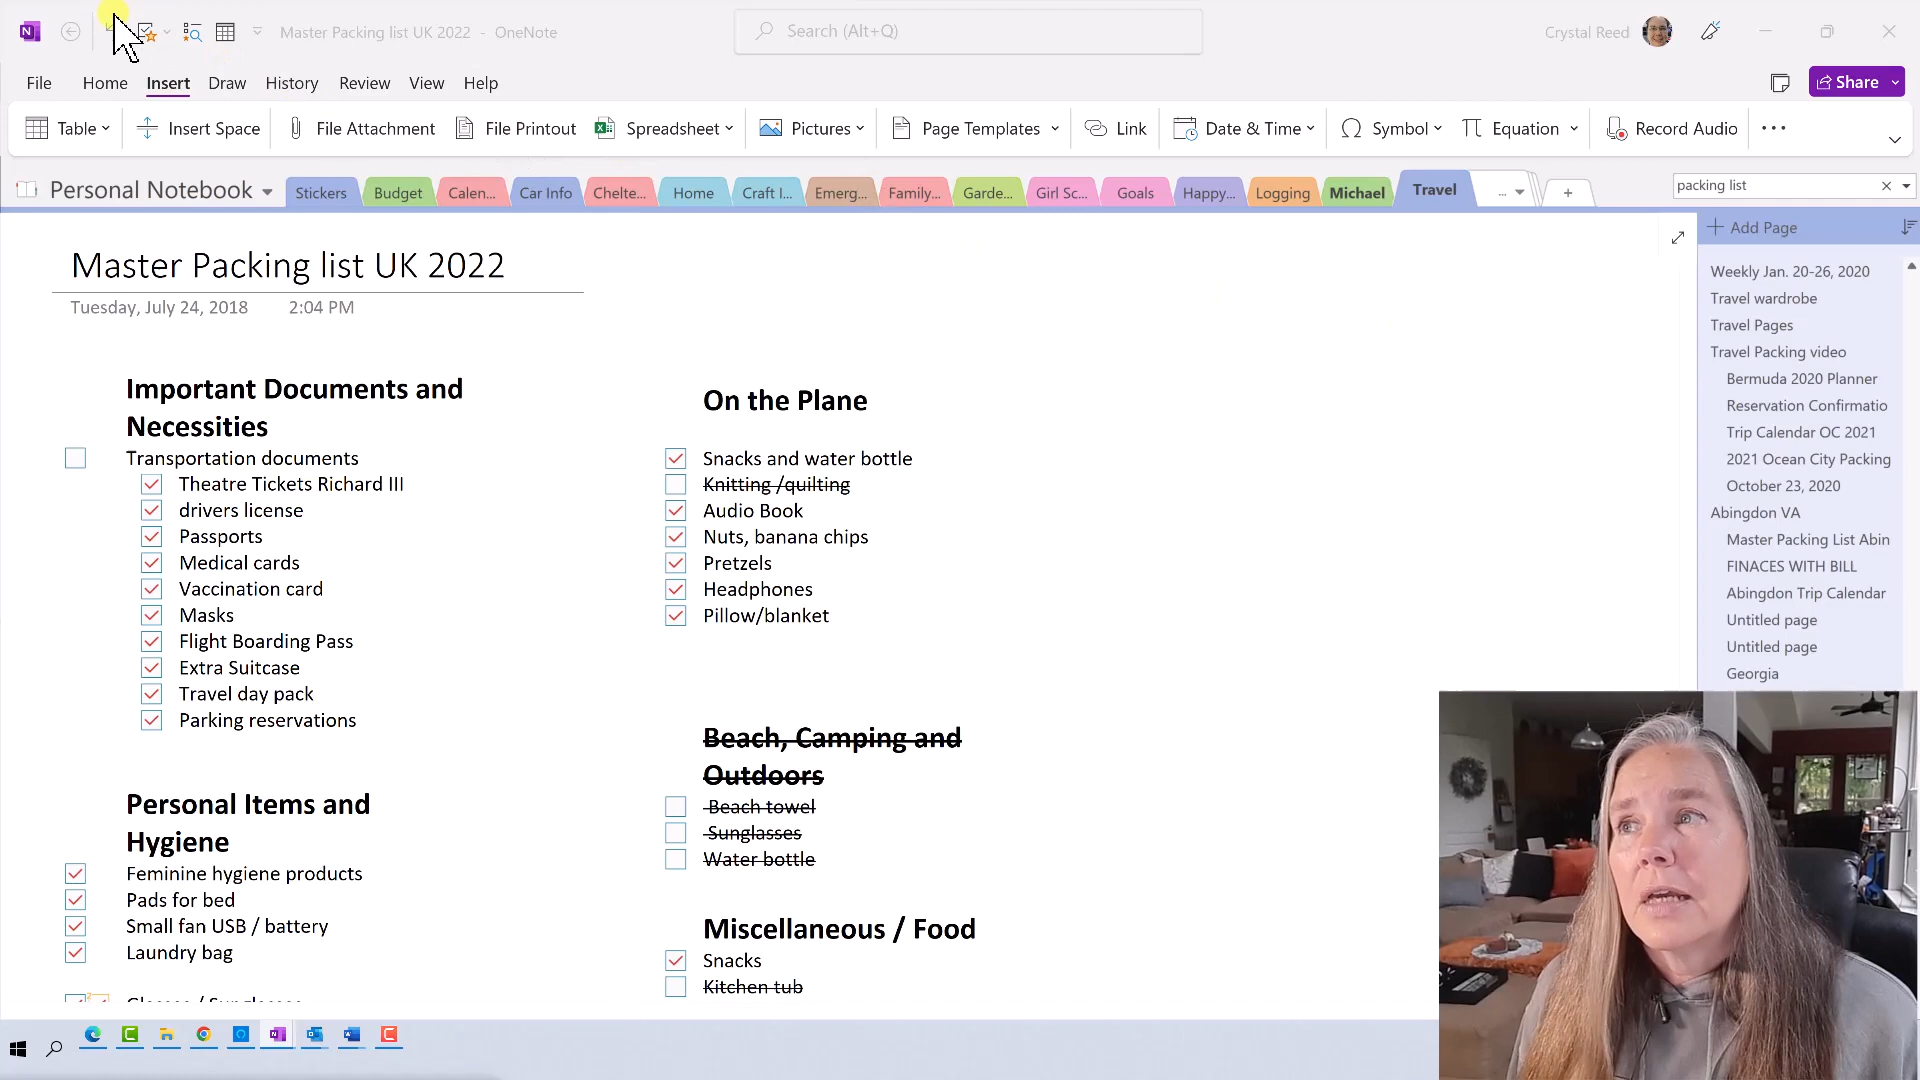 Master Packing list UK 2022 - OneNote
Search (Alt+Q)
Crystal Reed
File Home Insert Draw History Review View Help
Share
Table Insert Space File Attachment File Printout Spreadsheet Pictures Page Templates Link Date & Time Symbol Equation Record Audio
Personal Notebook
Stickers Budget Calen... Car Info Chelte... Home Craft I... Emerg... Family... Garde... Girl Sc... Goals Happy... Logging Michael Travel ... +
packing list
Master Packing list UK 2022
Tuesday, July 24, 2018 2:04 PM
Important Documents and
Necessities
Transportation documents
Theatre Tickets Richard III
drivers license
Passports
Medical cards
Vaccination card
Masks
Flight Boarding Pass
Extra Suitcase
Travel day pack
Parking reservations
Personal Items and
Hygiene
Feminine hygiene products
Pads for bed
Small fan USB / battery
Laundry bag
Glasses / Sunglasses
On the Plane
Snacks and water bottle
Knitting /quilting
Audio Book
Nuts, banana chips
Pretzels
Headphones
Pillow/blanket
Beach, Camping and
Outdoors
Beach towel
Sunglasses
Water bottle
Miscellaneous / Food
Snacks
Kitchen tub
Add Page
Weekly Jan. 20-26, 2020
Travel wardrobe
Travel Pages
Travel Packing video
Bermuda 2020 Planner
Reservation Confirmatio
Trip Calendar OC 2021
2021 Ocean City Packing
October 23, 2020
Abingdon VA
Master Packing List Abin
FINACES WITH BILL
Abingdon Trip Calendar
Untitled page
Untitled page
Georgia